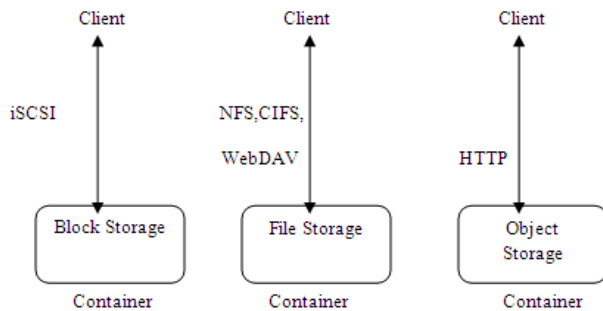 Client
iSCSI
Block Storage
Container
Client
NFS,CIFS,
WebDAV
File Storage
Container
Client
HTTP
Object
Storage
Container